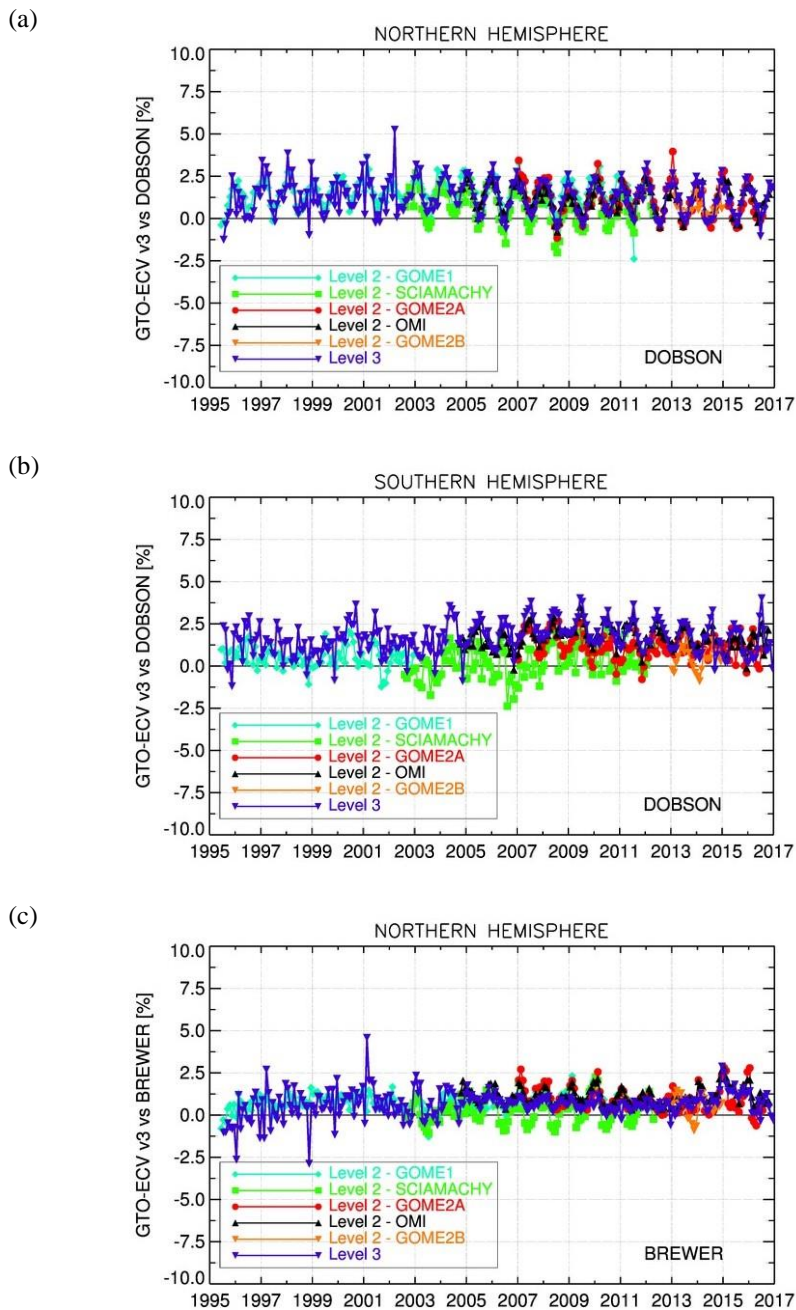 (a)
NORTHERN HEMISPHERE
GTO-ECV v3 vs DOBSON [%]
10.0
7.5
5.0
2.5
0.0
-2.5
-5.0
-7.5
-10.0
Level 2 - GOME1
Level 2 - SCIAMACHY
Level 2 - GOME2A
Level 2 - OMI
Level 2 - GOME2B
Level 3
DOBSON
1995 1997 1999 2001 2003 2005 2007 2009 2011 2013 2015 2017
(b)
SOUTHERN HEMISPHERE
GTO-ECV v3 vs DOBSON [%]
10.0
7.5
5.0
2.5
0.0
-2.5
-5.0
-7.5
-10.0
Level 2 - GOME1
Level 2 - SCIAMACHY
Level 2 - GOME2A
Level 2 - OMI
Level 2 - GOME2B
Level 3
DOBSON
1995 1997 1999 2001 2003 2005 2007 2009 2011 2013 2015 2017
(c)
NORTHERN HEMISPHERE
GTO-ECV v3 vs BREWER [%]
10.0
7.5
5.0
2.5
0.0
-2.5
-5.0
-7.5
-10.0
Level 2 - GOME1
Level 2 - SCIAMACHY
Level 2 - GOME2A
Level 2 - OMI
Level 2 - GOME2B
Level 3
BREWER
1995 1997 1999 2001 2003 2005 2007 2009 2011 2013 2015 2017